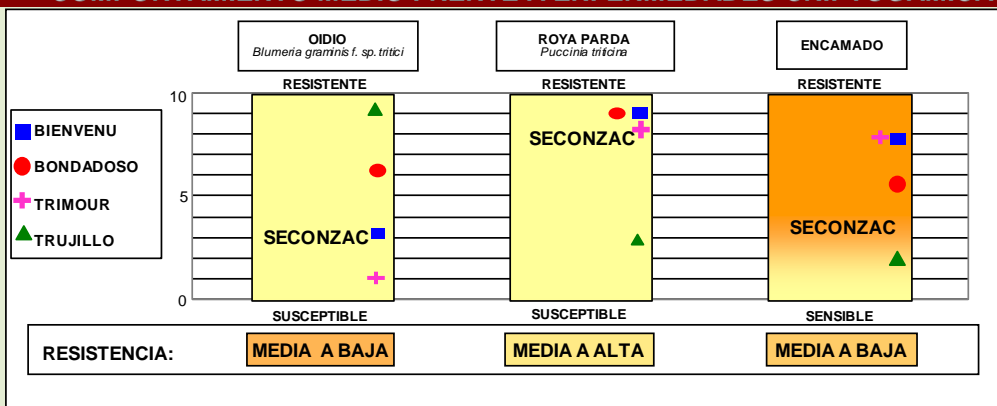 OIDIO
Blumeria graminis f. sp. tritici
ROYA PARDA
Puccinia triticina
ENCAMADO
RESISTENTE
RESISTENTE
RESISTENTE
10
5
0
BIENVENU
BONDADOSO
TRIMOUR
TRUJILLO
SECONZAC
SECONZAC
SECONZAC
SUSCEPTIBLE
SUSCEPTIBLE
SENSIBLE
RESISTENCIA:
MEDIA A BAJA
MEDIA A ALTA
MEDIA A BAJA